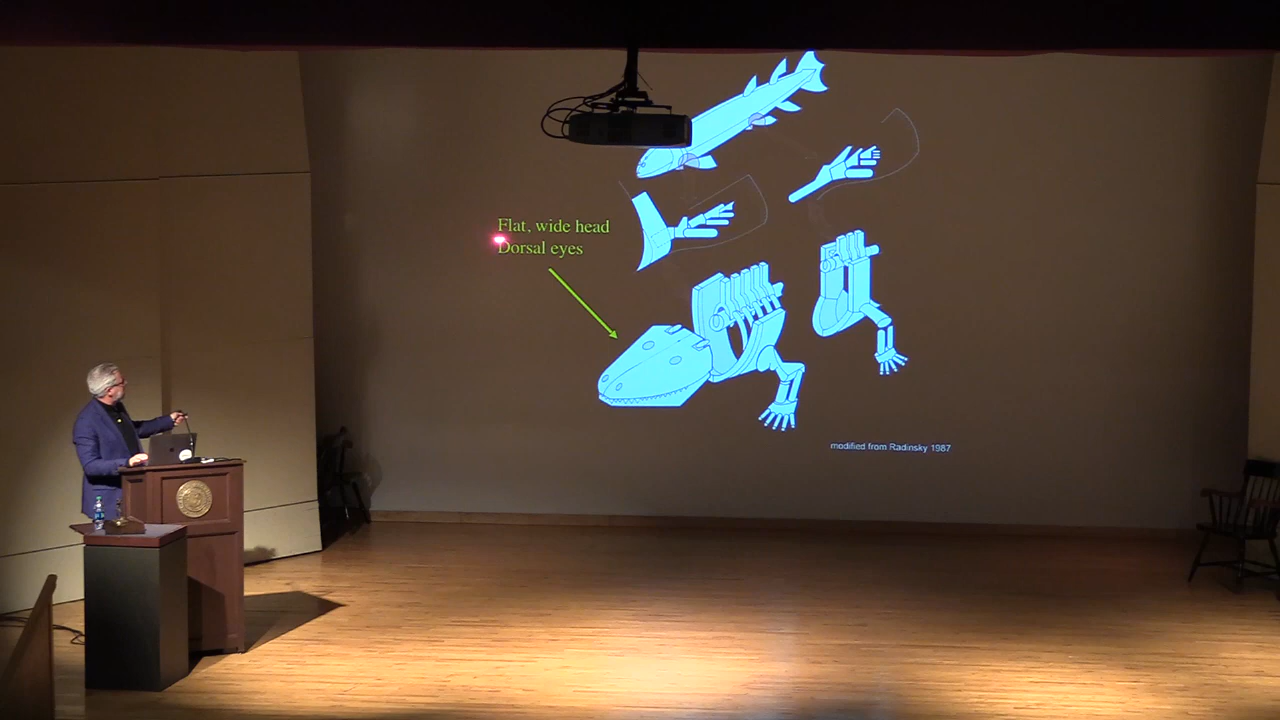 Flat, wide head
Dorsal eyes
modified from Radinsky 1987